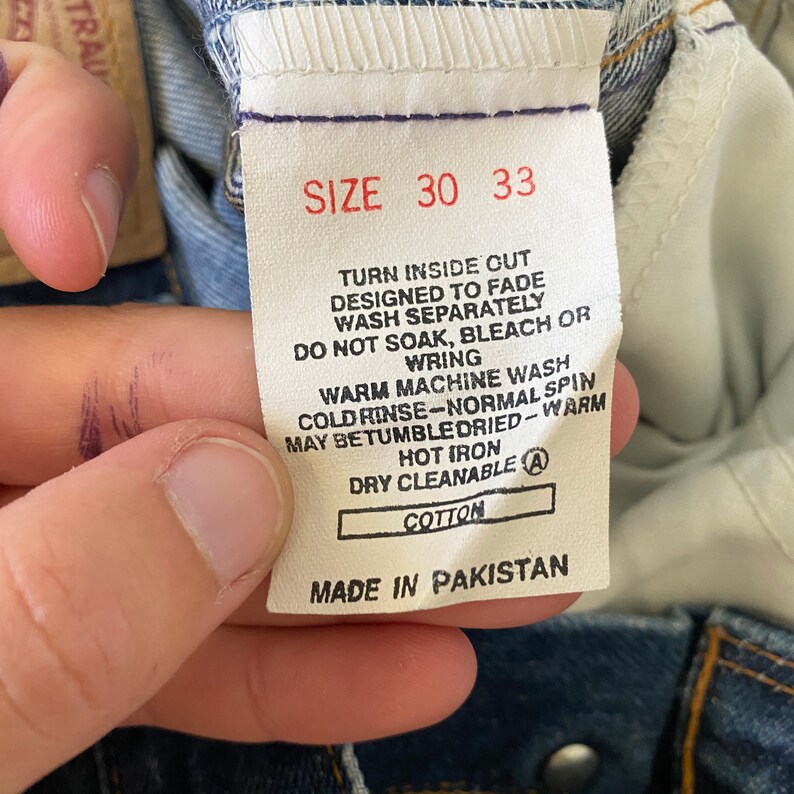 STRAU
SIZE 30 33
TURN INSIDE OUT
DESIGNED TO FADE
WASH SEPARATELY
DO NOT SOAK, BLEACH OR
WRING
WARM MACHINE WASH
COLD RINSE-NORMAL SPIN
MAY BE TUMBLE DRIED-WARM
HOT IRON
DRY CLEANABLE Ⓐ
COTTON
MADE IN PAKISTAN